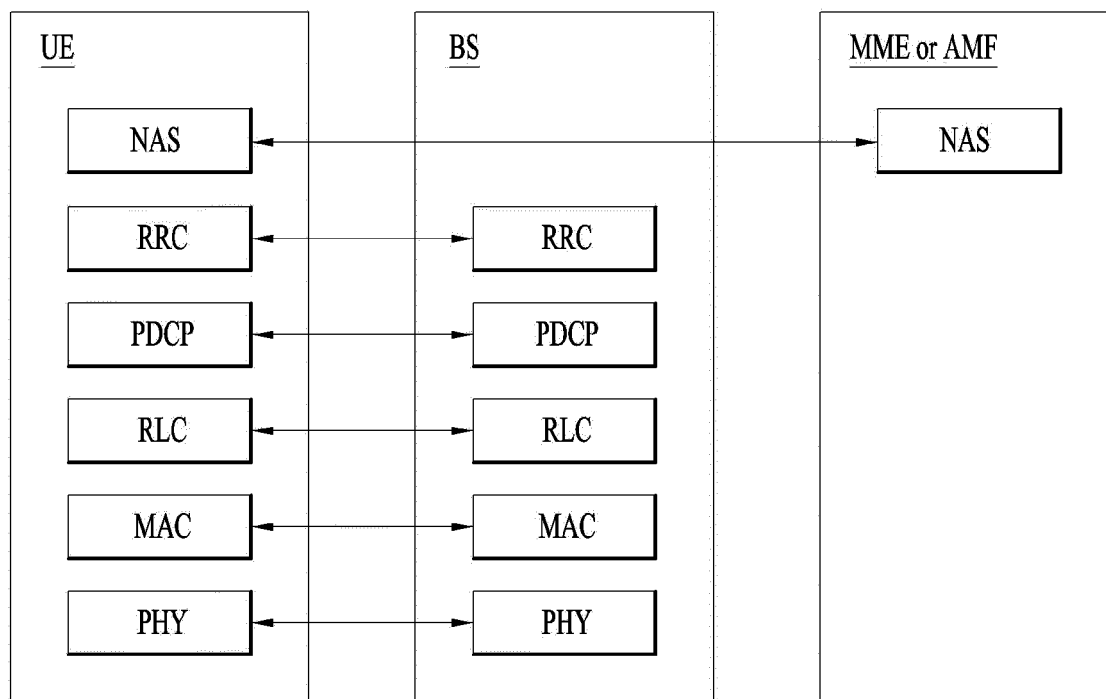 UE
BS
MME or AMF
NAS
NAS
RRC
RRC
PDCP
PDCP
RLC
RLC
MAC
MAC
PHY
PHY